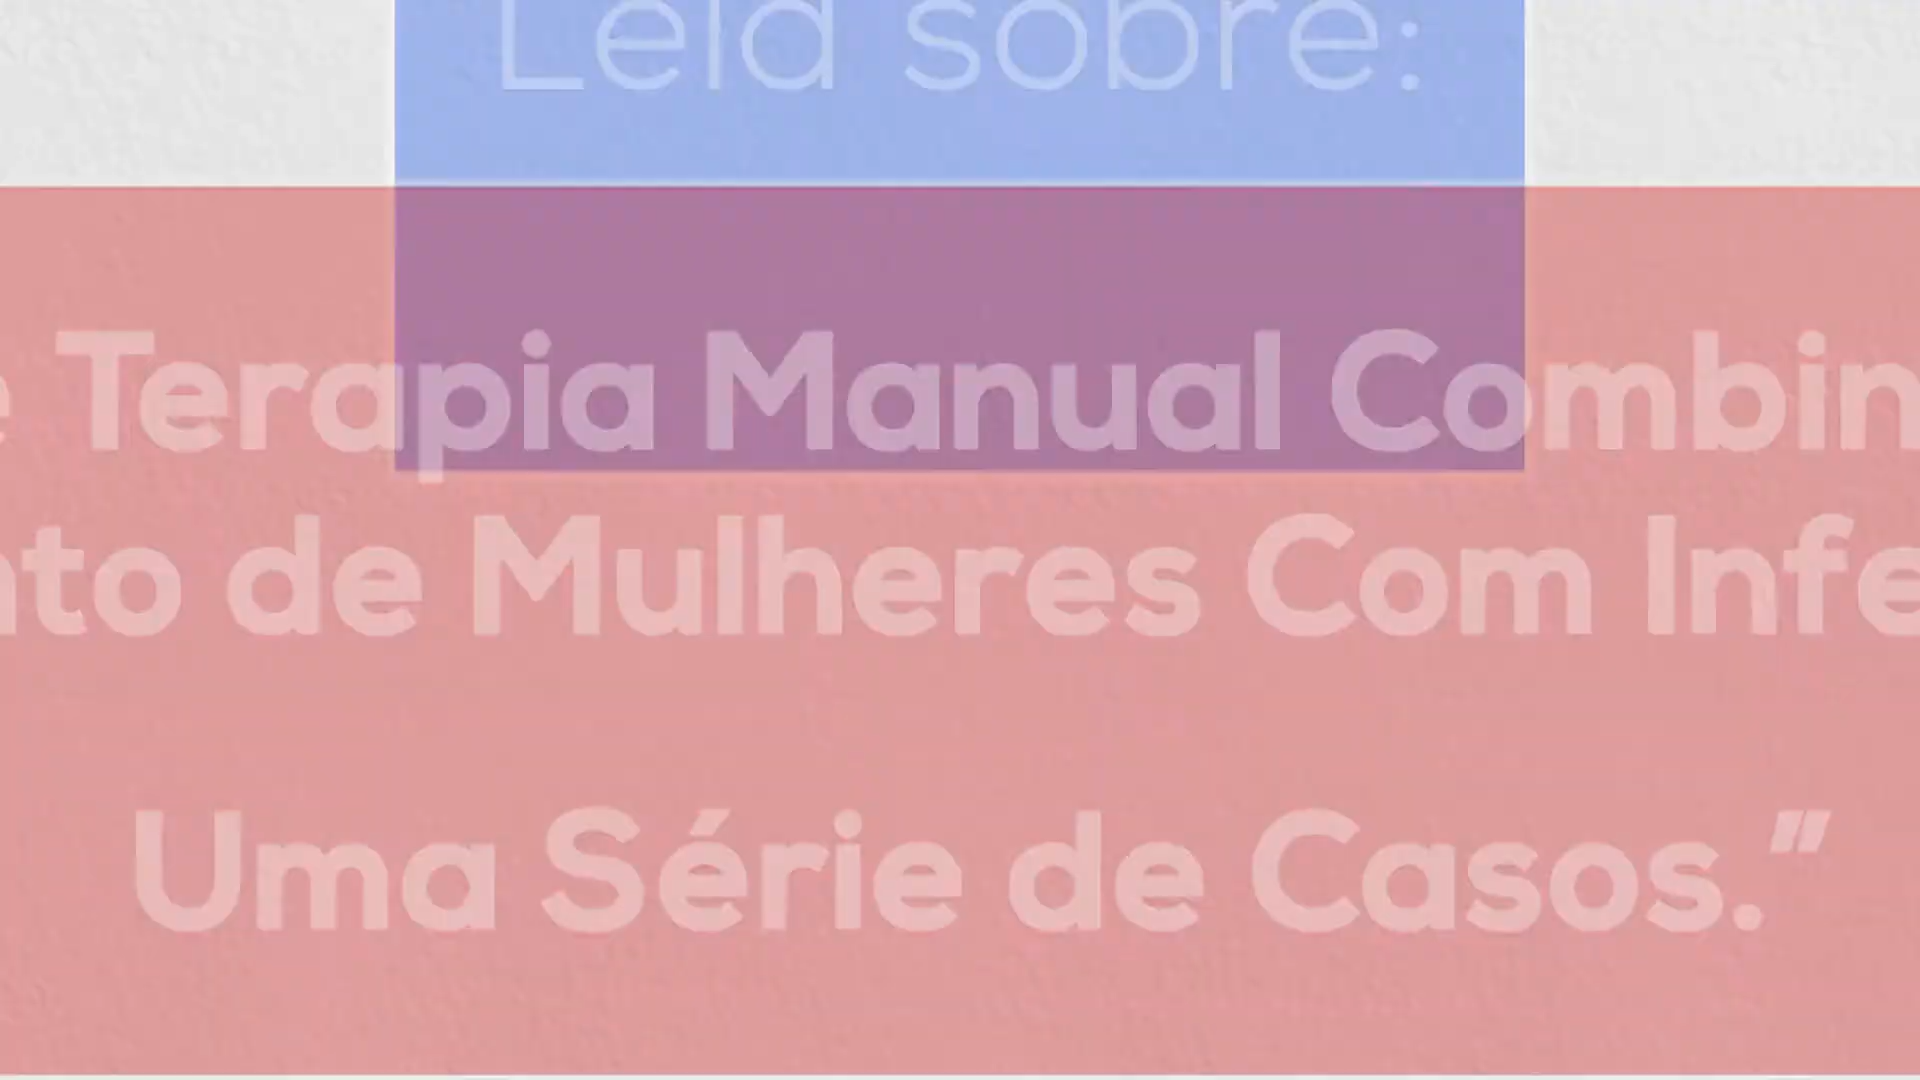 Leia sobre:
e Terapia Manual Combin
nto de Mulheres Com Infe
Uma Série de Casos."